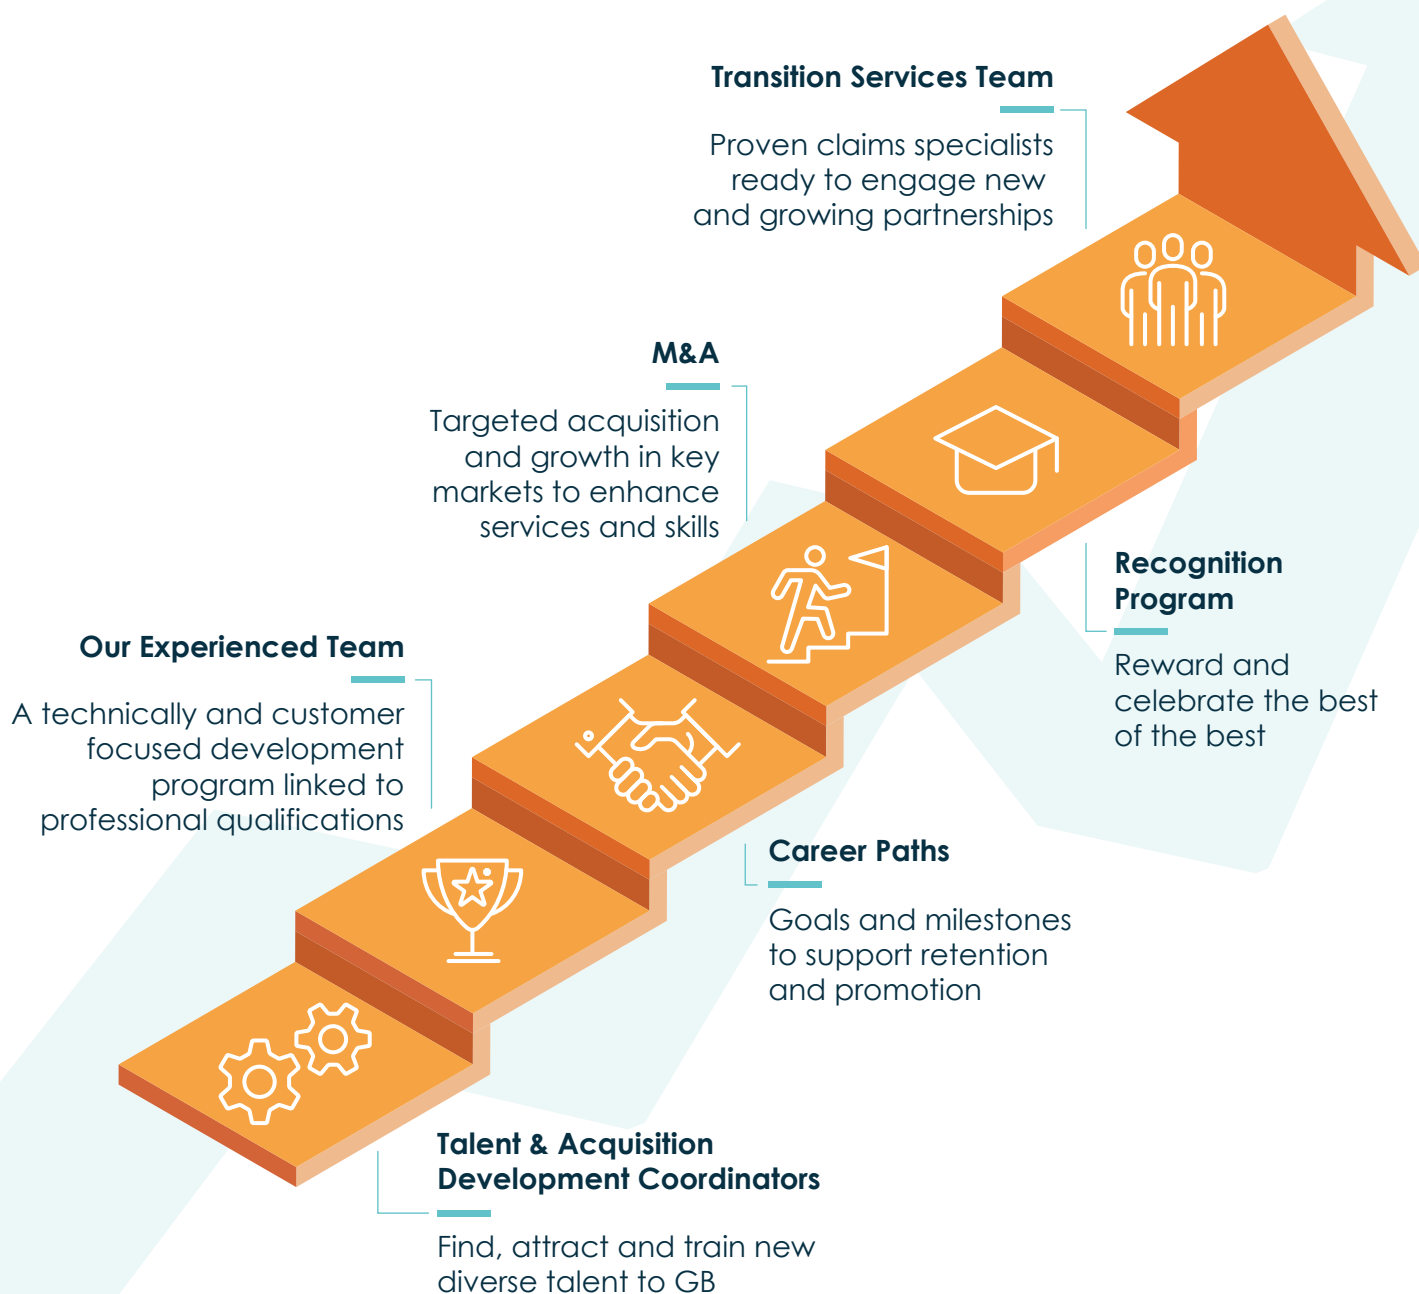 Transition Services Team
Proven claims specialists
ready to engage new
and growing partnerships
M&A
Targeted acquisition
and growth in key
markets to enhance
services and skills
Recognition
Program
Reward and
celebrate the best
of the best
Our Experienced Team
A technically and customer
focused development
program linked to
professional qualifications
Career Paths
Goals and milestones
to support retention
and promotion
Talent & Acquisition
Development Coordinators
Find, attract and train new
diverse talent to GB